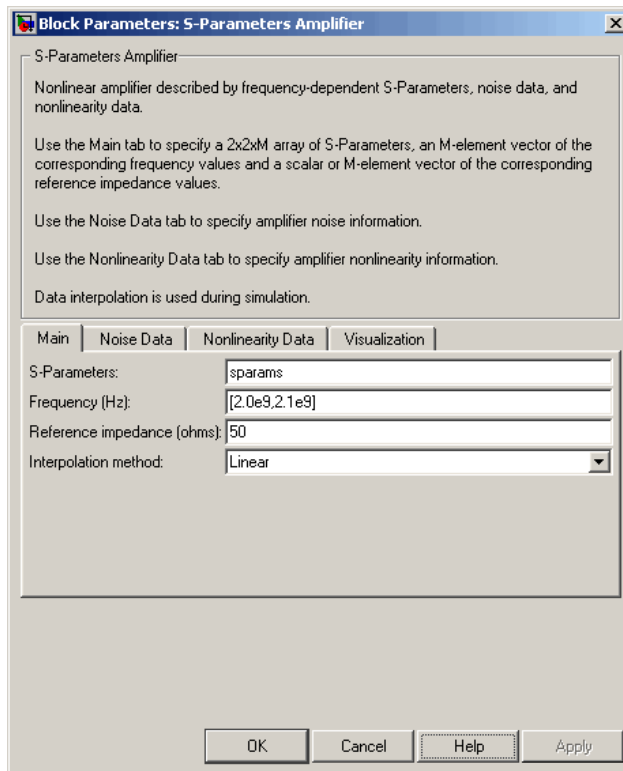 Block Parameters: S-Parameters Amplifier
S-Parameters Amplifier
Nonlinear amplifier described by frequency-dependent S-Parameters, noise data, and
nonlinearity data.
Use the Main tab to specify a 2x2xM array of S-Parameters, an M-element vector of the
corresponding frequency values and a scalar or M-element vector of the corresponding
reference impedance values.
Use the Noise Data tab to specify amplifier noise information.
Use the Nonlinearity Data tab to specify amplifier nonlinearity information.
Data interpolation is used during simulation.
Main Noise Data Nonlinearity Data Visualization
S-Parameters: sparams
Frequency (Hz): [2.0e9,2.1e9]
Reference impedance (ohms): 50
Interpolation method: Linear
OK Cancel Help Apply